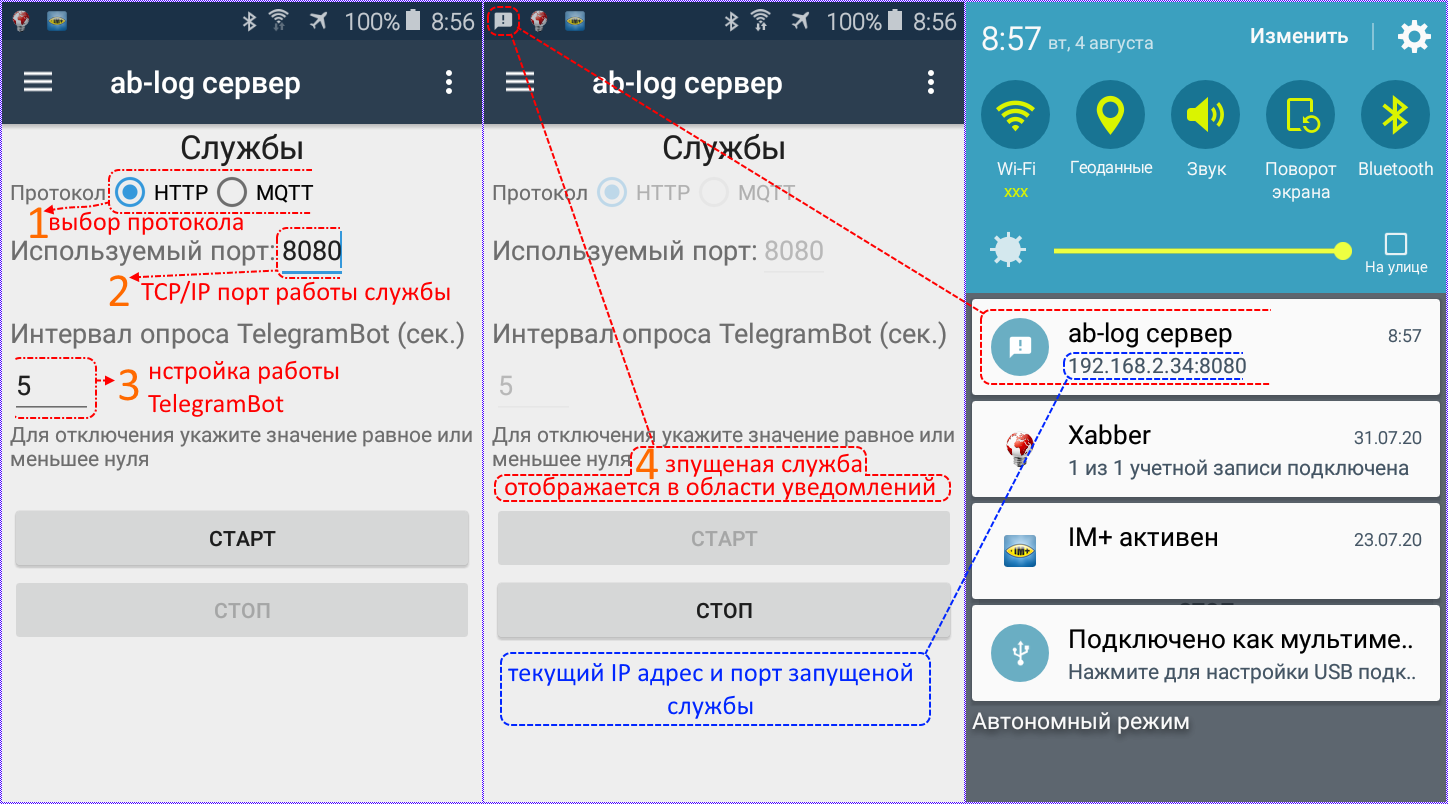 100% 8:56
ab-log сервер
Службы
Протокол HTTP MQTT
1 выбор протокола
Используемый порт: 8080
2 TCP/IP порт работы службы
Интервал опроса TelegramBot (сек.)
5
3 нстройка работы
TelegramBot
Для отключения укажите значение равное или
меньшее нуля
СТАРТ
СТОП
100% 8:56
ab-log сервер
Службы
Протокол HTTP MQTT
Используемый порт: 8080
Интервал опроса TelegramBot (сек.)
5
Для отключения укажите значение равное или
меньшее нуля
4 зпущеная служба
отображается в области уведомлений
СТАРТ
СТОП
текущий IP адрес и порт запущеной
службы
8:57 вт, 4 августа Изменить
Wi-Fi Геоданные Звук Поворот Bluetooth
xxx экрана
На улице
ab-log сервер 8:57
192.168.2.34:8080
Xabber 31.07.20
1 из 1 учетной записи подключена
IM+
IM+ активен 23.07.20
Подключено как мультиме..
Нажмите для настройки USB подк..
Автономный режим